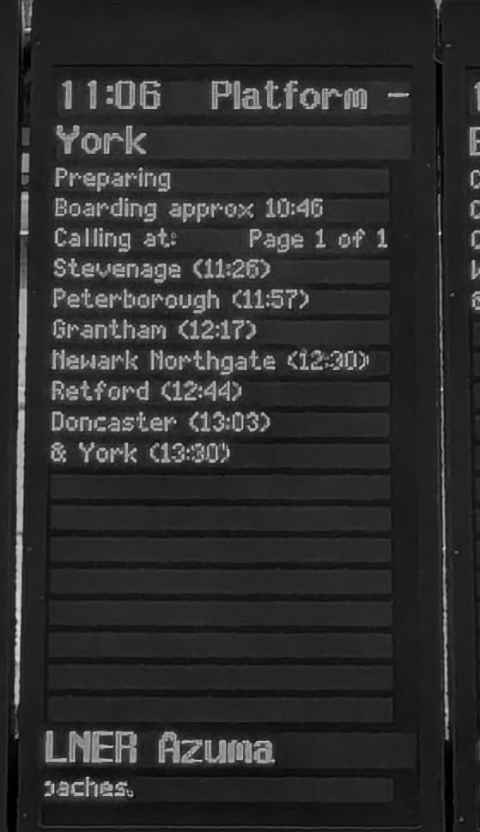 11:06 Platform –
York
Preparing
Boarding approx 10:46
Calling at: Page 1 of 1
Stevenage (11:26)
Peterborough (11:57)
Grantham (12:17)
Newark Northgate (12:30)
Retford (12:44)
Doncaster (13:03)
& York (13:30)
LNER Azuma
oaches.